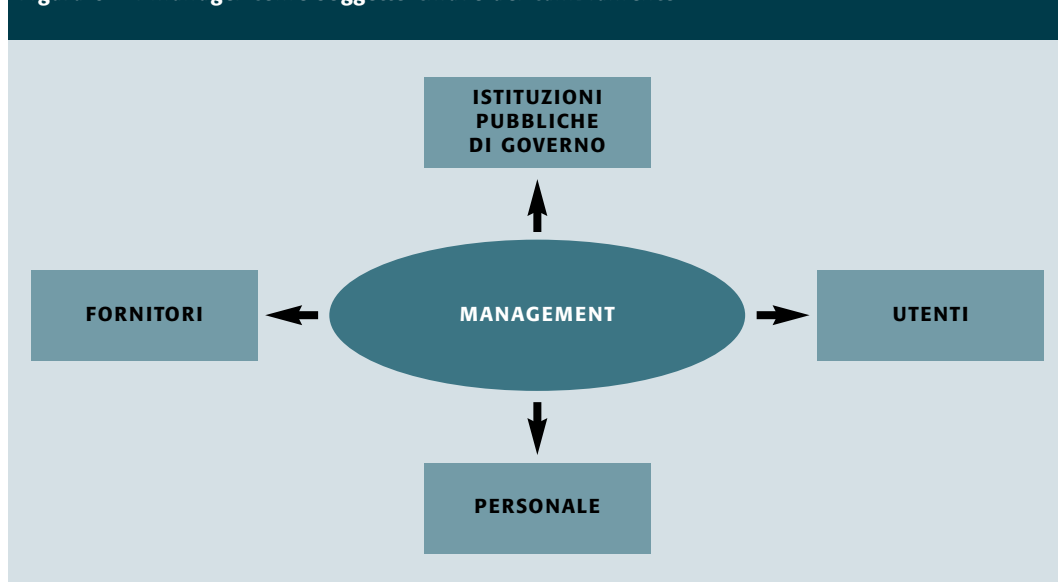 ISTITUZIONI
PUBBLICHE
DI GOVERNO
FORNITORI
MANAGEMENT
UTENTI
PERSONALE